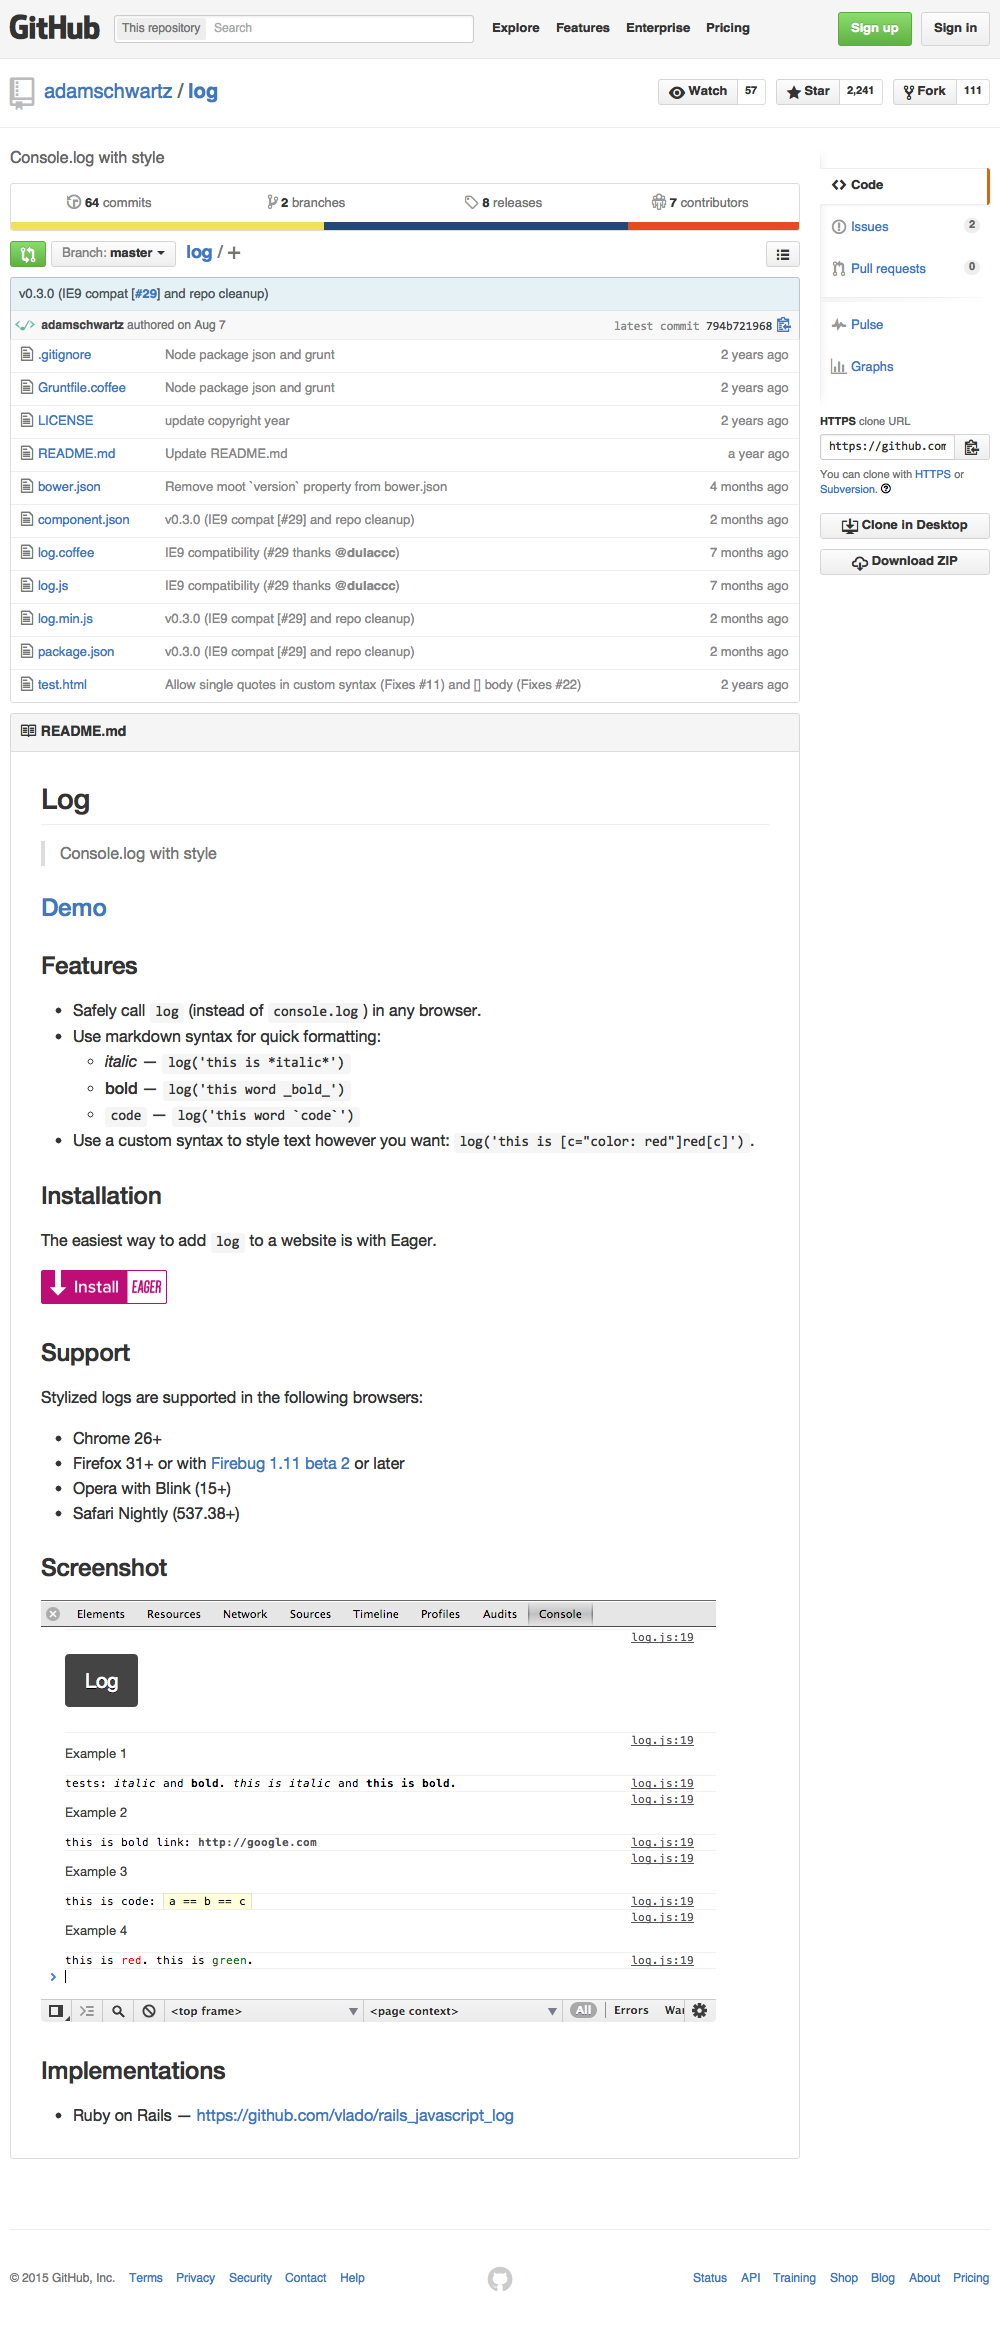 GitHub This repository Search Explore Features Enterprise Pricing Sign up Sign in
adamschwartz / log Watch 57 Star 2,241 Fork 111
Console.log with style
64 commits 2 branches 8 releases 7 contributors
Branch: master log / +
v0.3.0 (IE9 compat [#29] and repo cleanup)
adamschwartz authored on Aug 7 latest commit 794b721968
.gitignore Node package json and grunt 2 years ago
Gruntfile.coffee Node package json and grunt 2 years ago
LICENSE update copyright year 2 years ago
README.md Update README.md a year ago
bower.json Remove moot `version` property from bower.json 4 months ago
component.json v0.3.0 (IE9 compat [#29] and repo cleanup) 2 months ago
log.coffee IE9 compatibility (#29 thanks @dulaccc) 7 months ago
log.js IE9 compatibility (#29 thanks @dulaccc) 7 months ago
log.min.js v0.3.0 (IE9 compat [#29] and repo cleanup) 2 months ago
package.json v0.3.0 (IE9 compat [#29] and repo cleanup) 2 months ago
test.html Allow single quotes in custom syntax (Fixes #11) and [] body (Fixes #22) 2 years ago
Code
Issues 2
Pull requests 0
Pulse
Graphs
HTTPS clone URL
https://github.com
You can clone with HTTPS or
Subversion.
Clone in Desktop
Download ZIP
README.md
Log
Console.log with style
Demo
Features
• Safely call log (instead of console.log) in any browser.
• Use markdown syntax for quick formatting:
◦ italic — log('this is *italic*')
◦ bold — log('this word _bold_')
◦ code — log('this word `code`')
• Use a custom syntax to style text however you want: log('this is [c="color: red"]red[c]').
Installation
The easiest way to add log to a website is with Eager.
Install EAGER
Support
Stylized logs are supported in the following browsers:
• Chrome 26+
• Firefox 31+ or with Firebug 1.11 beta 2 or later
• Opera with Blink (15+)
• Safari Nightly (537.38+)
Screenshot
Elements Resources Network Sources Timeline Profiles Audits Console
log.js:19
Log
log.js:19
Example 1
tests: italic and bold. this is italic and this is bold. log.js:19
log.js:19
Example 2
this is bold link: http://google.com log.js:19
log.js:19
Example 3
this is code: a == b == c log.js:19
log.js:19
Example 4
this is red. this is green. log.js:19
>
<top frame> <page context> All Errors War
Implementations
• Ruby on Rails — https://github.com/vlado/rails_javascript_log
© 2015 GitHub, Inc. Terms Privacy Security Contact Help Status API Training Shop Blog About Pricing